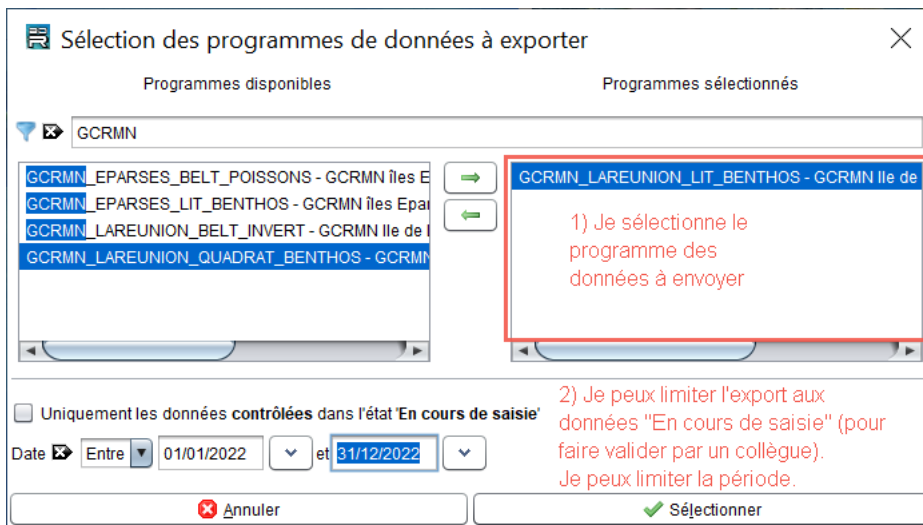 Sélection des programmes de données à exporter
Programmes disponibles
Programmes sélectionnés
GCRMN
GCRMN_EPARSES_BELT_POISSONS - GCRMN îles E
GCRMN_EPARSES_LIT_BENTHOS - GCRMN îles Epar
GCRMN_LAREUNION_BELT_INVERT - GCRMN Ile de l
GCRMN_LAREUNION_QUADRAT_BENTHOS - GCRMN
GCRMN_LAREUNION_LIT_BENTHOS - GCRMN Ile de
1) Je sélectionne le
programme des
données à envoyer
Uniquement les données contrôlées dans l'état 'En cours de saisie'
Date Entre 01/01/2022 et 31/12/2022
2) Je peux limiter l'export aux
données "En cours de saisie" (pour
faire valider par un collègue).
Je peux limiter la période.
Annuler
Sélectionner